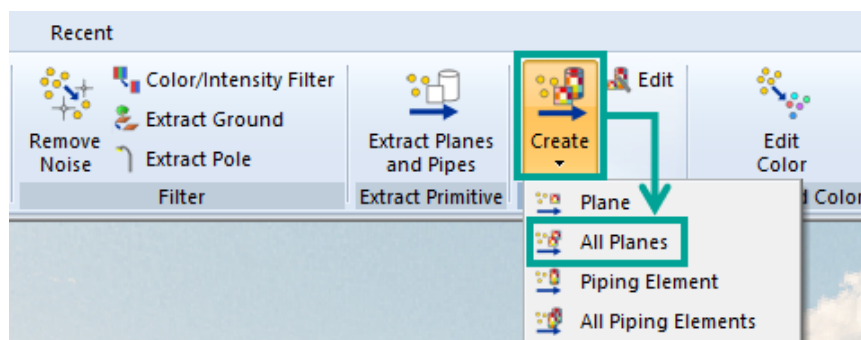 Recent
Remove
Noise
Color/Intensity Filter
Extract Ground
Extract Pole
Filter
Extract Planes
and Pipes
Extract Primitive
Create
Edit
Edit
Color
Color
Plane
All Planes
Piping Element
All Piping Elements